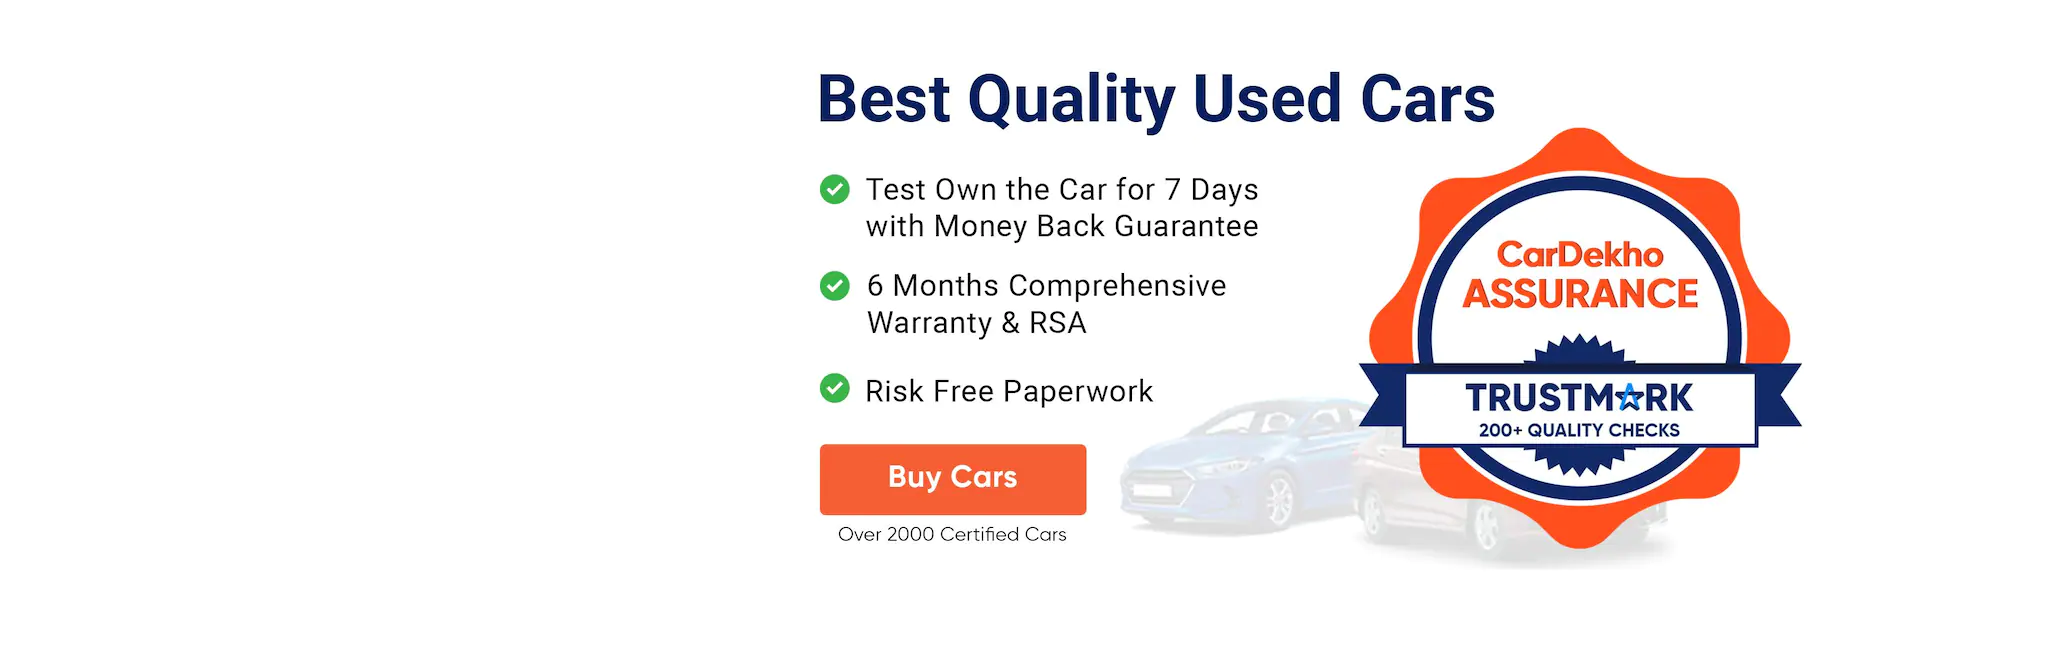 Best Quality Used Cars
Test Own the Car for 7 Days
with Money Back Guarantee
6 Months Comprehensive
Warranty & RSA
Risk Free Paperwork
Buy Cars
Over 2000 Certified Cars
CarDekho
ASSURANCE
TRUSTMARK
200+ QUALITY CHECKS